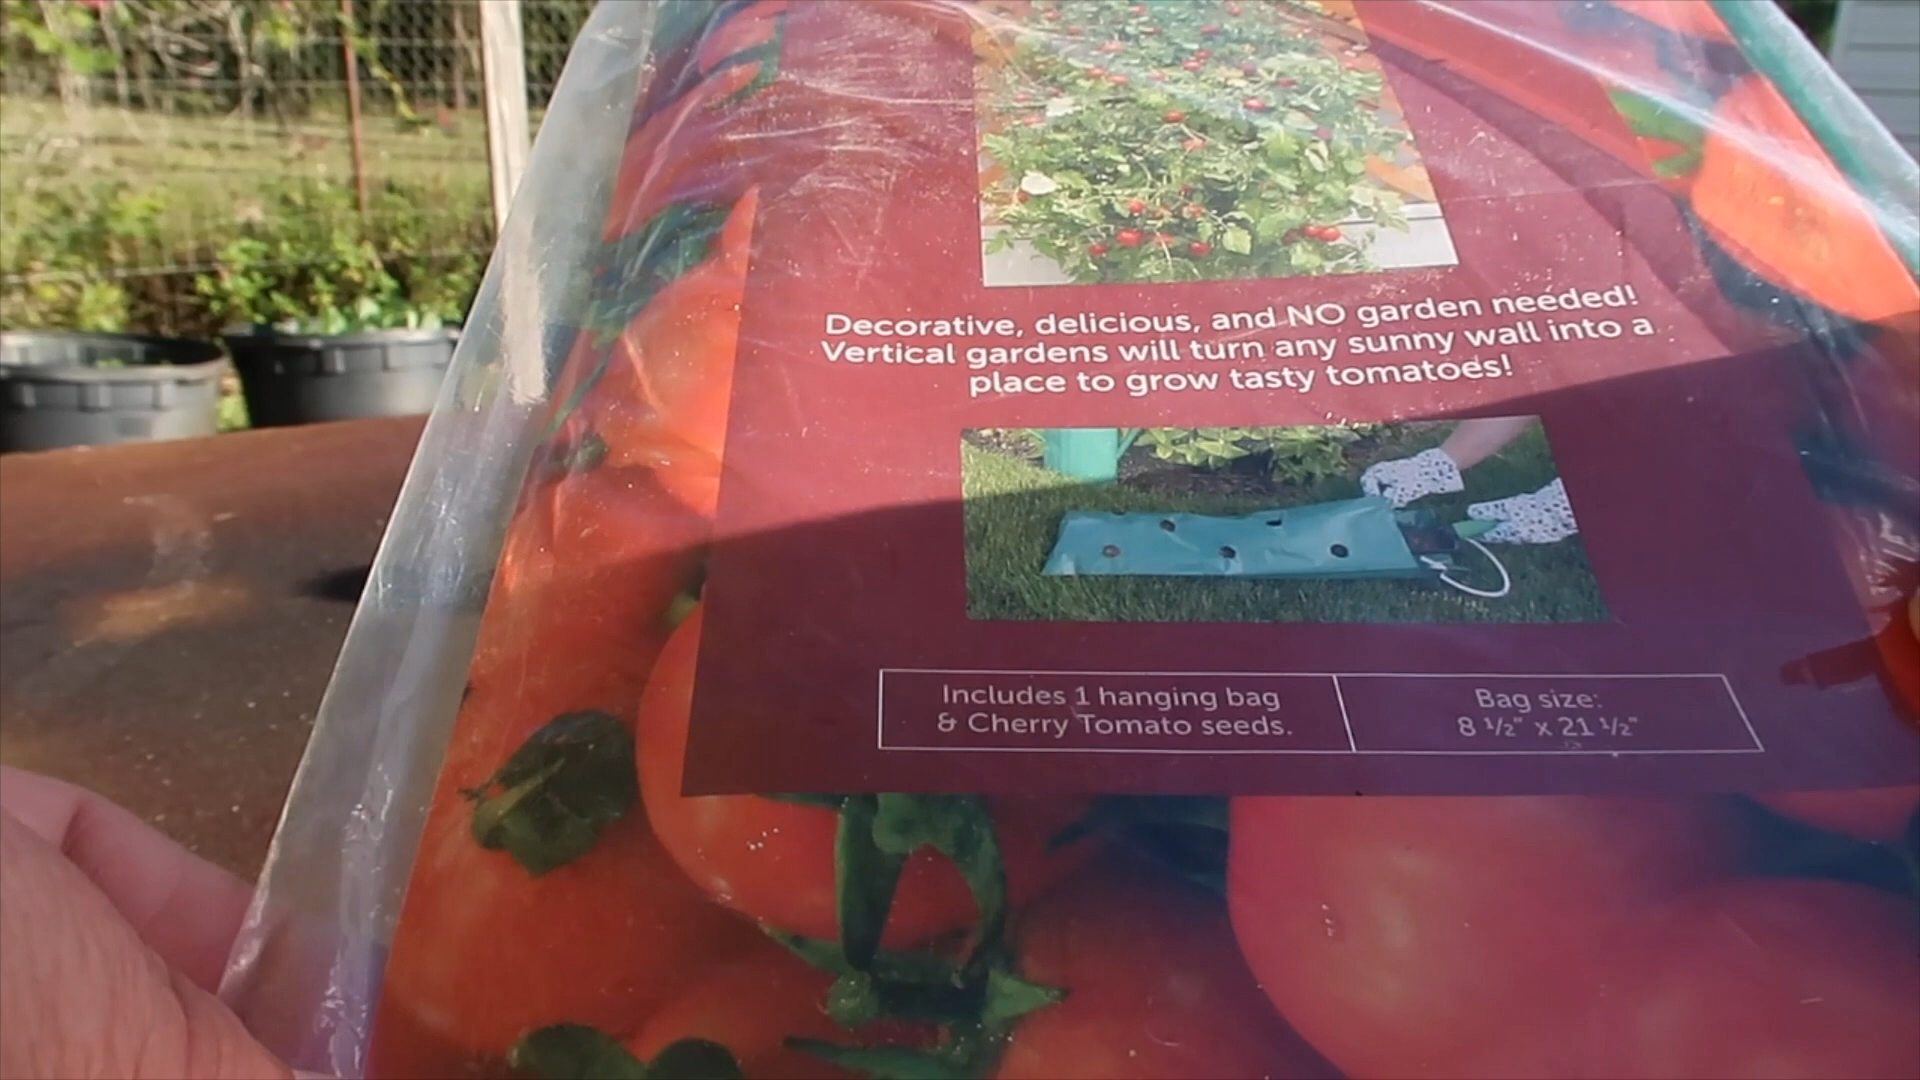 Decorative, delicious, and NO garden needed!
Vertical gardens will turn any sunny wall into a
place to grow tasty tomatoes!
Includes 1 hanging bag
& Cherry Tomato seeds.
Bag size:
8 ½" x 21 ½"